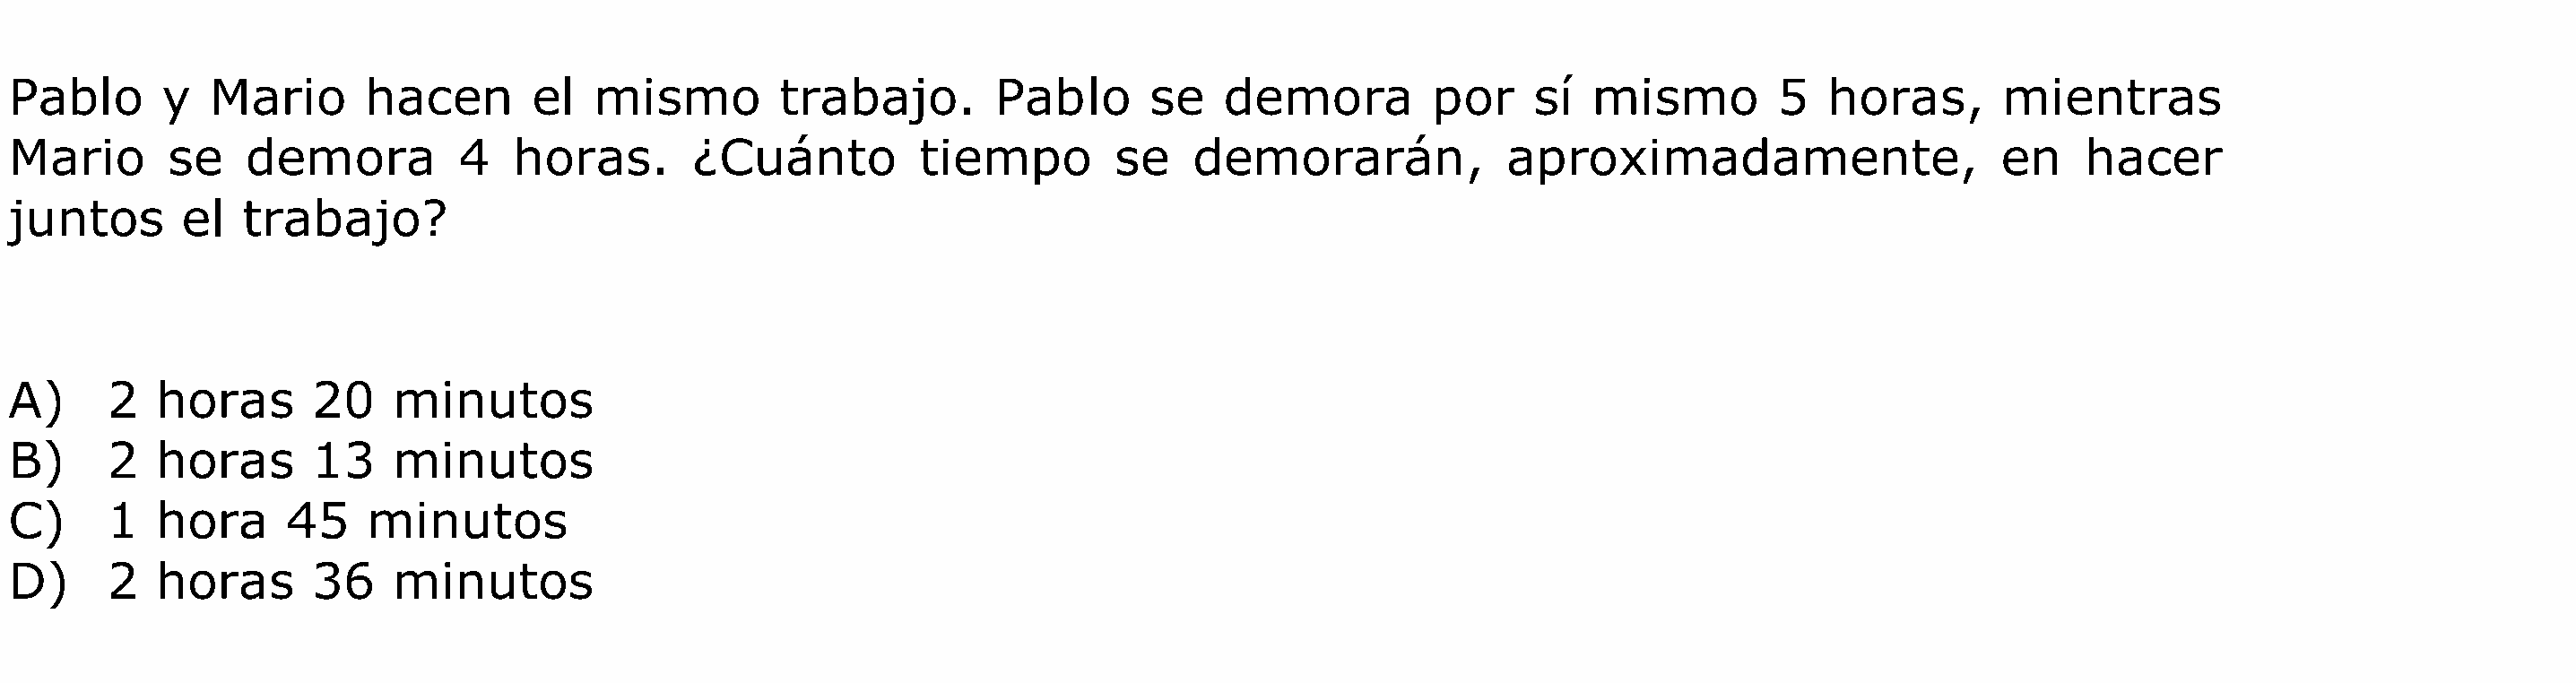 Pablo y Mario hacen el mismo trabajo. Pablo se demora por sí mismo 5 horas, mientras
Mario se demora 4 horas. ¿Cuánto tiempo se demorarán, aproximadamente, en hacer
juntos el trabajo?
A) 2 horas 20 minutos
B) 2 horas 13 minutos
C) 1 hora 45 minutos
D) 2 horas 36 minutos